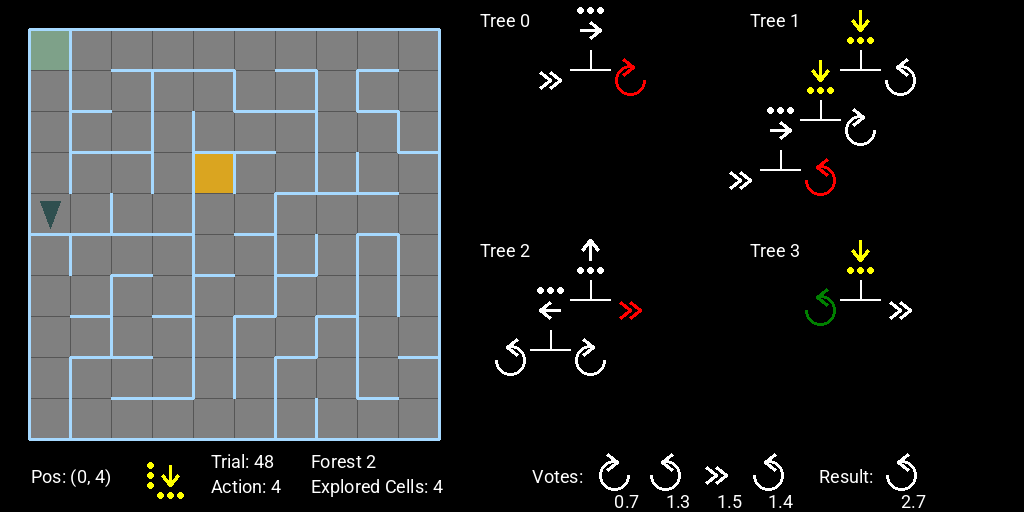 Tree 0
Tree 1
Tree 2
Tree 3
Pos: (0, 4)
Trial: 48
Action: 4
Forest 2
Explored Cells: 4
Votes:
0.7
1.3
1.5
1.4
Result:
2.7